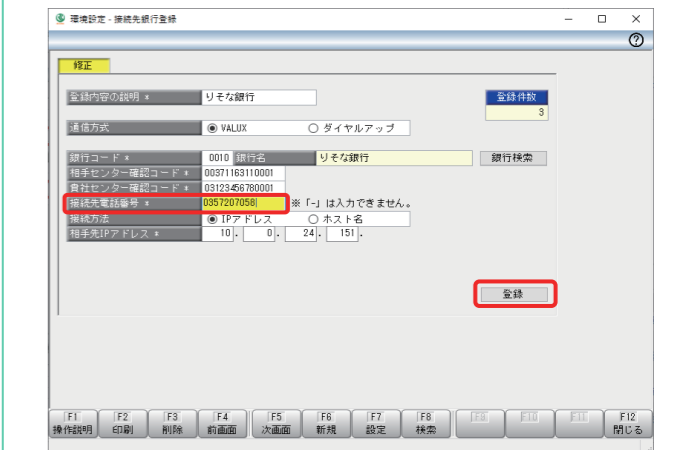 環境設定 - 接続先銀行登録
修正
登録内容の説明 * りそな銀行
登録件数
3
通信方式 VALUX ダイヤルアップ
銀行コード * 0010 銀行名 りそな銀行 銀行検索
相手センター確認コード * 00371163110001
貴社センター確認コード * 03123456780001
接続先電話番号 * 0357207058 ※「-」は入力できません。
接続方法 IPアドレス ホスト名
相手先IPアドレス * 10. 0. 24. 151.
登録
F1 F2 F3 F4 F5 F6 F7 F8 F9 F10 F11 F12
操作説明 印刷 削除 前画面 次画面 新規 設定 検索 閉じる